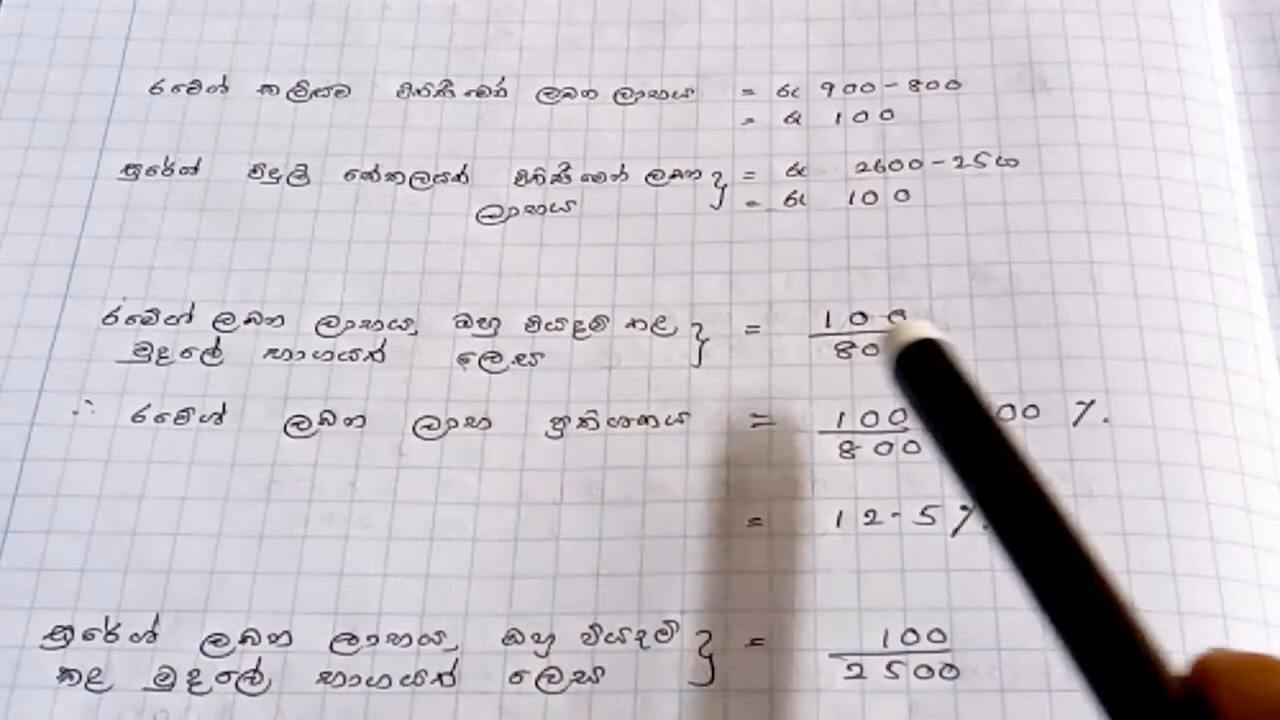 රමේශ් කලිසම විකිණීමෙන් ලබන ලාභය = රු 900 - 800
= රු 100
සුරේශ් විදුලි කේතලයක් විකිණීමෙන් ලබන } = රු 2600 - 2500
ලාභය = රු 100
රමේශ් ලබන ලාභය, ඔහු වියදම් කළ } = 100
මුදලේ භාගයක් ලෙස 80
∴ රමේශ් ලබන ලාභ ප්‍රතිශතය = 100/800 00 %.
= 12.5 %.
සුරේශ් ලබන ලාභය, ඔහු වියදම් } = 100
කළ මුදලේ භාගයක් ලෙස 2500